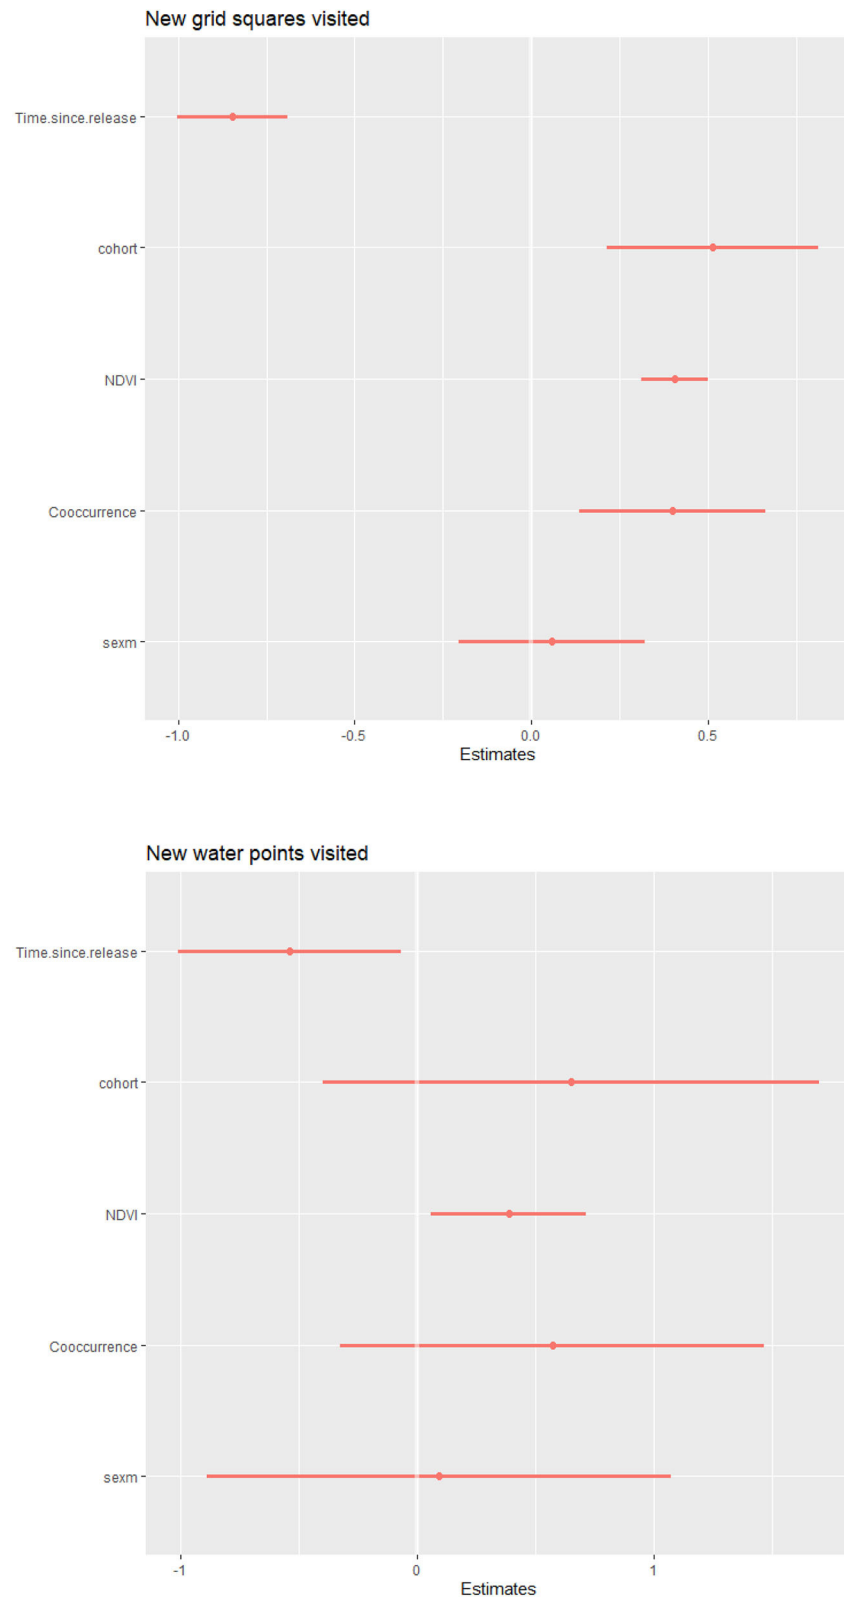 New grid squares visited
Time.since.release
cohort
NDVI
Cooccurrence
sexm
-1.0 -0.5 0.0 0.5
Estimates
New water points visited
Time.since.release
cohort
NDVI
Cooccurrence
sexm
-1 0 1
Estimates